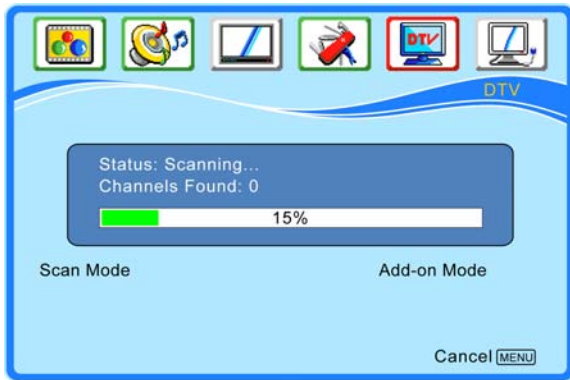 DTV
DTV
Status: Scanning...
Channels Found: 0
15%
Scan Mode Add-on Mode
Cancel MENU